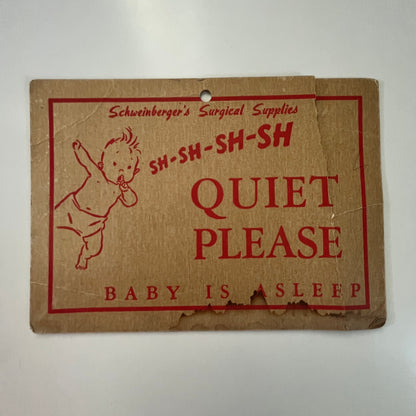 Schweinberger's Surgical Supplies
SH-SH-SH-SH
QUIET
PLEASE
BABY IS ASLEEP